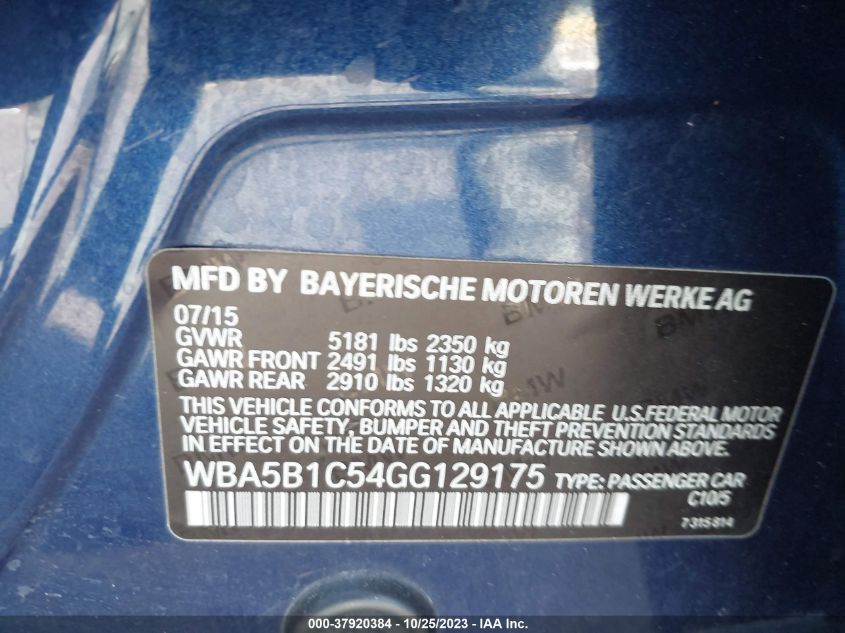 MFD BY BAYERISCHE MOTOREN WERKE AG
07/15
GVWR 5181 lbs 2350 kg
GAWR FRONT 2491 lbs 1130 kg
GAWR REAR 2910 lbs 1320 kg
THIS VEHICLE CONFORMS TO ALL APPLICABLE U.S.FEDERAL MOTOR
VEHICLE SAFETY, BUMPER AND THEFT PREVENTION STANDARDS
IN EFFECT ON THE DATE OF MANUFACTURE SHOWN ABOVE.
WBA5B1C54GG129175 TYPE: PASSENGER CAR
C10/5
7315814
000-37920384 - 10/25/2023 - IAA Inc.